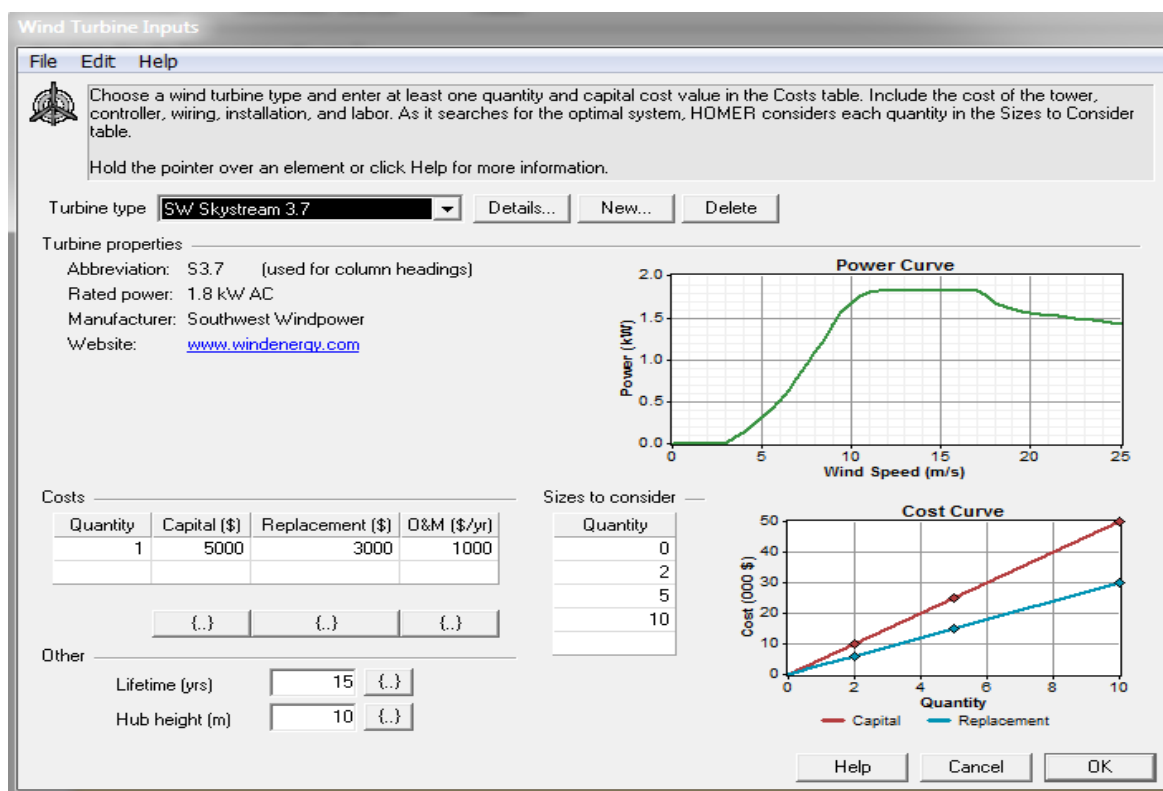 Wind Turbine Inputs
File Edit Help
Choose a wind turbine type and enter at least one quantity and capital cost value in the Costs table. Include the cost of the tower,
controller, wiring, installation, and labor. As it searches for the optimal system, HOMER considers each quantity in the Sizes to Consider
table.
Hold the pointer over an element or click Help for more information.
Turbine type SW Skystream 3.7 Details... New... Delete
Turbine properties
Abbreviation: S3.7 (used for column headings)
Rated power: 1.8 kW AC
Manufacturer: Southwest Windpower
Website: www.windenergy.com
Power Curve
Power (kW)
2.0
1.5
1.0
0.5
0.0
0 5 10 15 20 25
Wind Speed (m/s)
Costs
Quantity Capital ($) Replacement ($) O&M ($/yr)
1 5000 3000 1000
{..} {..} {..}
Sizes to consider
Quantity
0
2
5
10
Cost Curve
Cost (000 $)
50
40
30
20
10
0
0 2 4 6 8 10
Quantity
Capital Replacement
Other
Lifetime (yrs) 15 {..}
Hub height (m) 10 {..}
Help Cancel OK